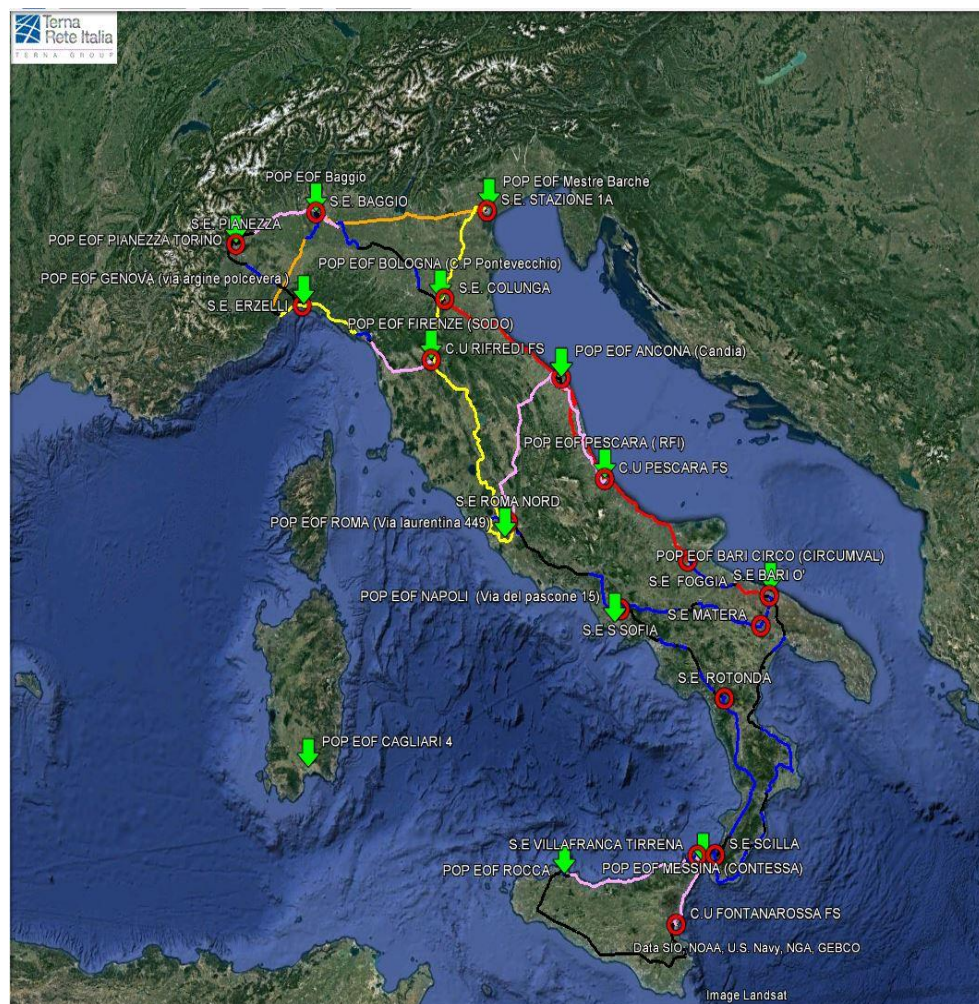 Terna
Rete Italia
TERNA GROUP
POP EOF Baggio
S.E. BAGGIO
POP EOF Mestre Barche
S.E. STAZIONE 1A
S.E. PIANEZZA
POP EOF PIANEZZA TORINO
POP EOF BOLOGNA (C.P Pontevecchio)
POP EOF GENOVA (via argine polcevera )
S.E. COLUNGA
S.E. ERZELLI
POP EOF FIRENZE (SODO)
C.U RIFREDI FS
POP EOF ANCONA (Candia)
POP EOF PESCARA ( RFI)
C.U PESCARA FS
S.E ROMA NORD
POP EOF ROMA (Via laurentina 449)
POP EOF BARI CIRCO (CIRCUMVAL)
S.E BARI O'
S.E FOGGIA
POP EOF NAPOLI (Via del pascone 15)
S.E MATERA
S.E S SOFIA
S.E. ROTONDA
POP EOF CAGLIARI 4
S.E VILLAFRANCA TIRRENA
S.E SCILLA
POP EOF ROCCA
POP EOF MESSINA (CONTESSA)
C.U FONTANAROSSA FS
Data SIO, NOAA, U.S. Navy, NGA, GEBCO
Image Landsat